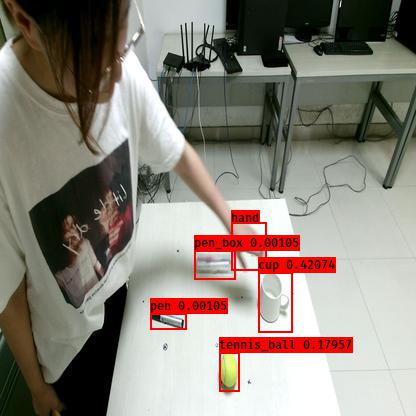 hand
pen_box 0.00105
cup 0.42074
pen 0.00105
tennis_ball 0.17957